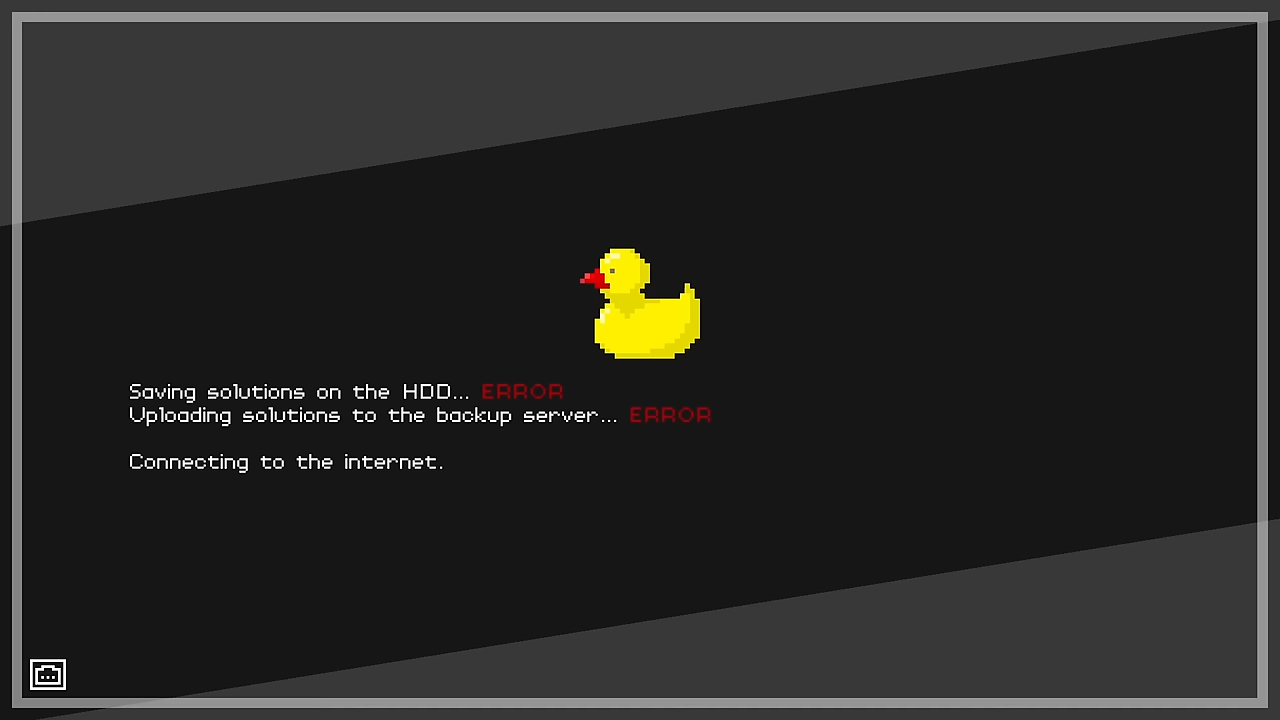 Saving solutions on the HDD... ERROR
Uploading solutions to the backup server... ERROR
Connecting to the internet.